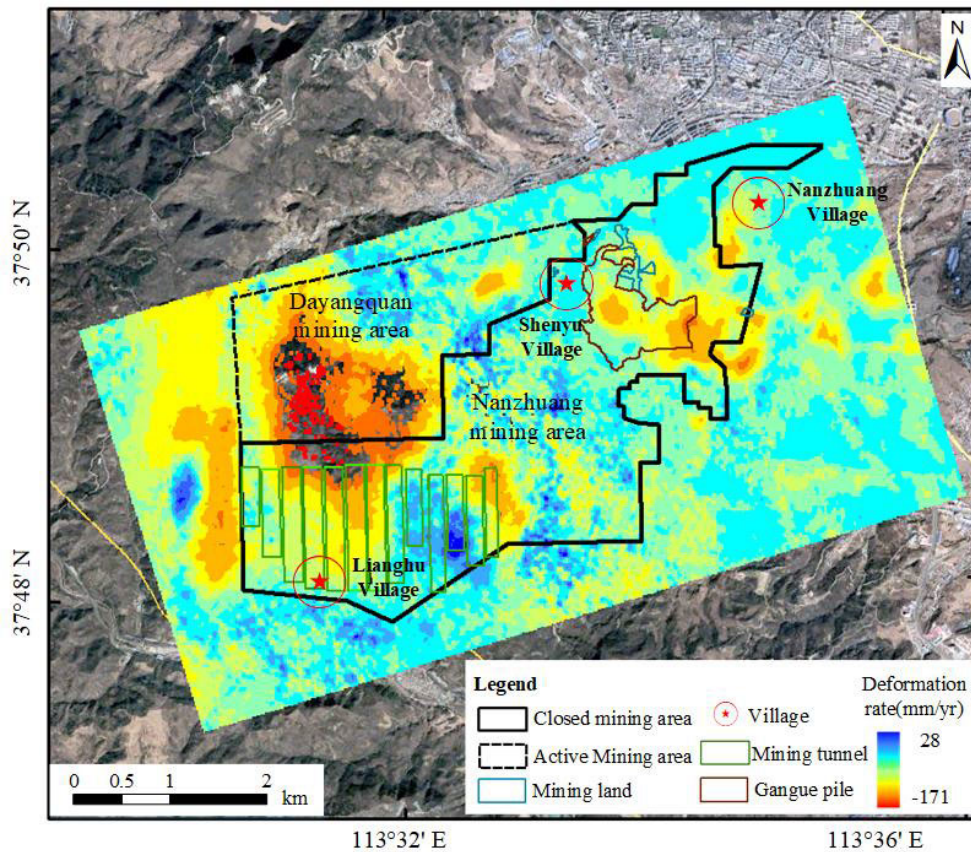 N
Nanzhuang
Village
37°50' N
Dayangquan
mining area
Shenyu
Village
Nanzhuang
mining area
Lianghu
Village
37°48' N
Legend
Closed mining area
Village
Active Mining area
Mining tunnel
Mining land
Gangue pile
Deformation
rate(mm/yr)
28
-171
0 0.5 1 2
km
113°32' E
113°36' E